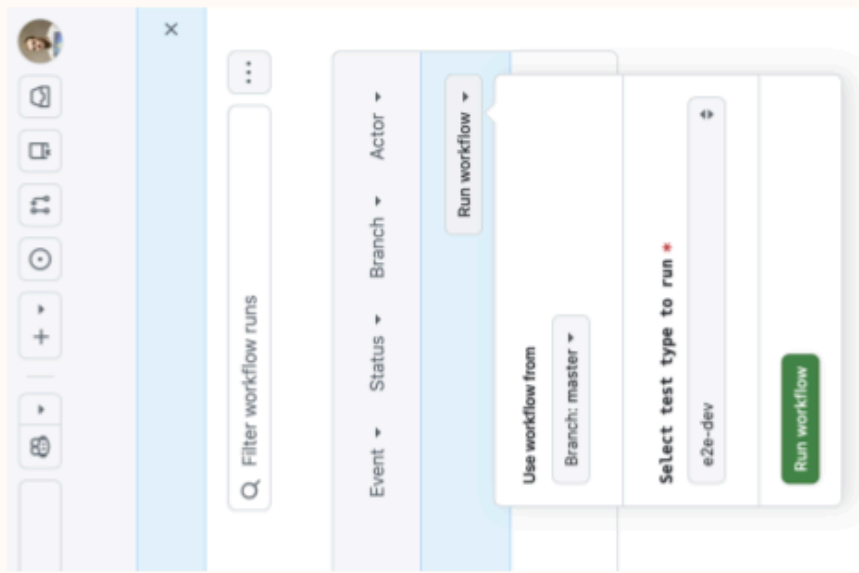 Filter workflow runs
Event Status Branch Actor
Run workflow
Use workflow from
Branch: master
Select test type to run *
e2e-dev
Run workflow